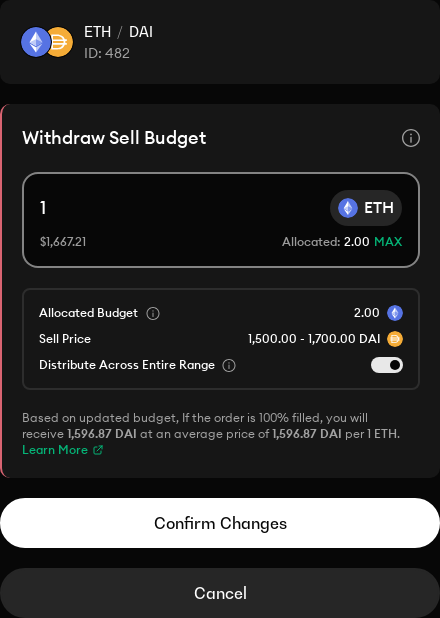 ETH / DAI
ID: 482
Withdraw Sell Budget
1
ETH
$1,667.21
Allocated: 2.00 MAX
Allocated Budget
2.00
Sell Price
1,500.00 - 1,700.00 DAI
Distribute Across Entire Range
Based on updated budget, If the order is 100% filled, you will
receive 1,596.87 DAI at an average price of 1,596.87 DAI per 1 ETH.
Learn More
Confirm Changes
Cancel